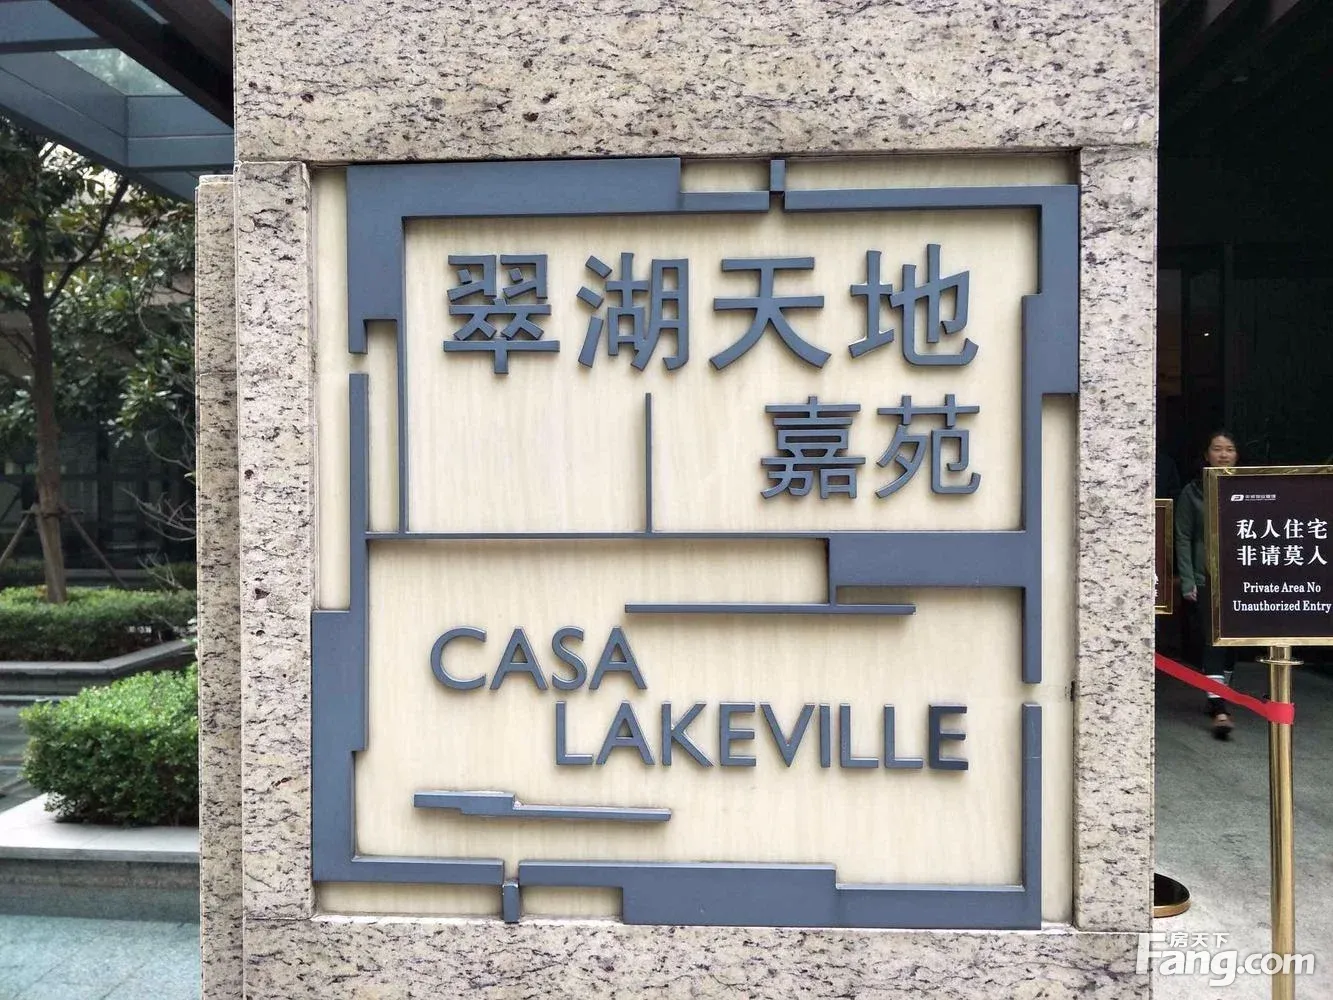 翠湖天地
嘉苑
CASA
LAKEVILLE
私人住宅
非请莫入
Private Area No
Unauthorized Entry
房天下
Fang.com